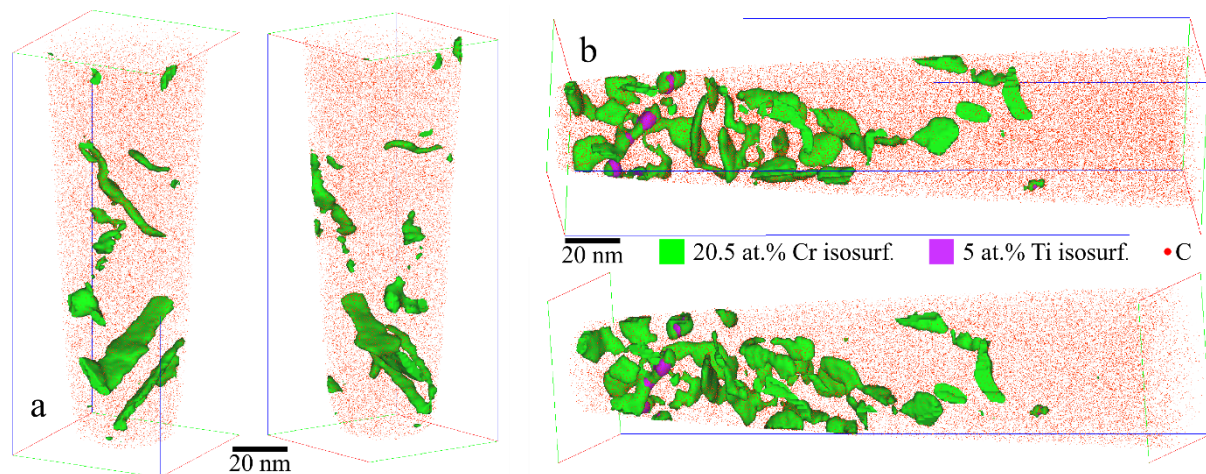 b
a
20 nm
20 nm
20.5 at.% Cr isosurf.
5 at.% Ti isosurf.
C